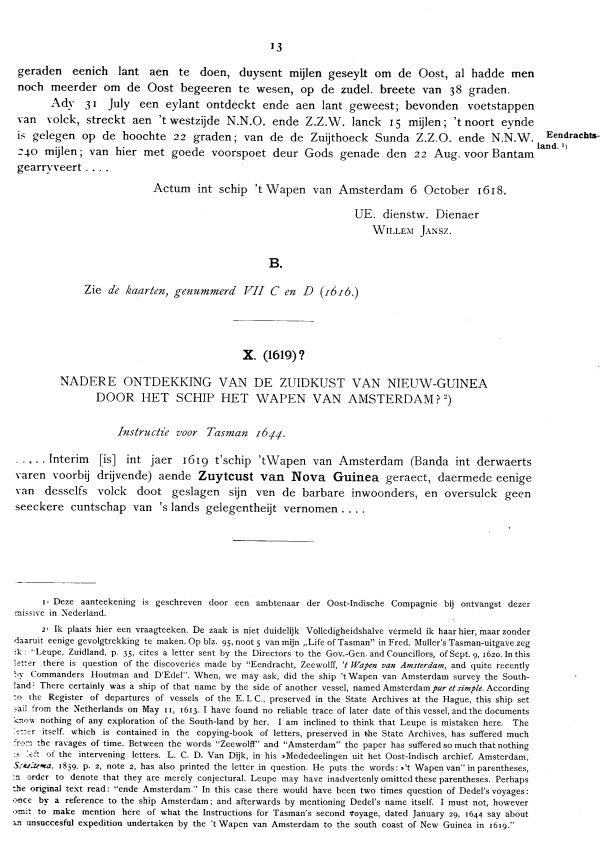 13
geraden eenich lant aen te doen, duysent mijlen geseylt om de Oost, al hadde men
noch meerder om de Oost begeeren te wesen, op de zudel. breete van 38 graden.
Ady 31 July een eylant ontdeckt ende aen lant geweest; bevonden voetstappen
van volck, streckt aen 't westzijde N.N.O. ende Z.Z.W. lanck 15 mijlen; 't noort eynde
is gelegen op de hoochte 22 graden; van de de Zuijthoeck Sunda Z.Z.O. ende N.N.W.
240 mijlen; van hier met goede voorspoet deur Gods genade den 22 Aug. voor Bantam
gearryveert ....
Eendrachts-
land. 1)
Actum int schip 't Wapen van Amsterdam 6 October 1618.
UE. dienstw. Dienaer
WILLEM JANSZ.
B.
Zie de kaarten, genummerd VII C en D (1616.)
X. (1619)?
NADERE ONTDEKKING VAN DE ZUIDKUST VAN NIEUW-GUINEA
DOOR HET SCHIP HET WAPEN VAN AMSTERDAM? 2)
Instructie voor Tasman 1644.
..... Interim [is] int jaer 1619 t'schip 'tWapen van Amsterdam (Banda int derwaerts
varen voorbij drijvende) aende Zuytcust van Nova Guinea geraect, daermede eenige
van desselfs volck doot geslagen sijn van de barbare inwoonders, en oversulck geen
seeckere cuntschap van 's lands gelegentheijt vernomen ....
1) Deze aanteekening is geschreven door een ambtenaar der Oost-Indische Compagnie bij ontvangst dezer
missive in Nederland.
2) Ik plaats hier een vraagteeken. De zaak is niet duidelijk Volledigheidshalve vermeld ik haar hier, maar zonder
daaruit eenige gevolgtrekking te maken. Op blz. 95, noot 5 van mijn „Life of Tasman" in Fred. Muller's Tasman-uitgave zeg
ik: "Leupe, Zuidland, p. 35, cites a letter sent by the Directors to the Gov.-Gen. and Councillors, of Sept. 9, 1620. In this
letter there is question of the discoveries made by "Eendracht, Zeewolff, 't Wapen van Amsterdam, and quite recently
by Commanders Houtman and D'Edel". When, we may ask, did the ship 't Wapen van Amsterdam survey the South-
land? There certainly was a ship of that name by the side of another vessel, named Amsterdam pur et simple. According
to the Register of departures of vessels of the E. I. C., preserved in the State Archives at the Hague, this ship set
sail from the Netherlands on May 11, 1613. I have found no reliable trace of later date of this vessel, and the documents
know nothing of any exploration of the South-land by her. I am inclined to think that Leupe is mistaken here. The
letter itself, which is contained in the copying-book of letters, preserved in the State Archives, has suffered much
from the ravages of time. Between the words "Zeewolff" and "Amsterdam" the paper has suffered so much that nothing
is left of the intervening letters. L. C. D. Van Dijk, in his »Mededeelingen uit het Oost-Indisch archief. Amsterdam,
Scheltema, 1859. p. 2, note 2, has also printed the letter in question. He puts the words: »'t Wapen van" in parentheses,
in order to denote that they are merely conjectural. Leupe may have inadvertenly omitted these parentheses. Perhaps
the original text read: "ende Amsterdam." In this case there would have been two times question of Dedel's voyages:
once by a reference to the ship Amsterdam; and afterwards by mentioning Dedel's name itself. I must not, however
omit to make mention here of what the Instructions for Tasman's second voyage, dated January 29, 1644 say about
an unsuccesful expedition undertaken by the 't Wapen van Amsterdam to the south coast of New Guinea in 1619."